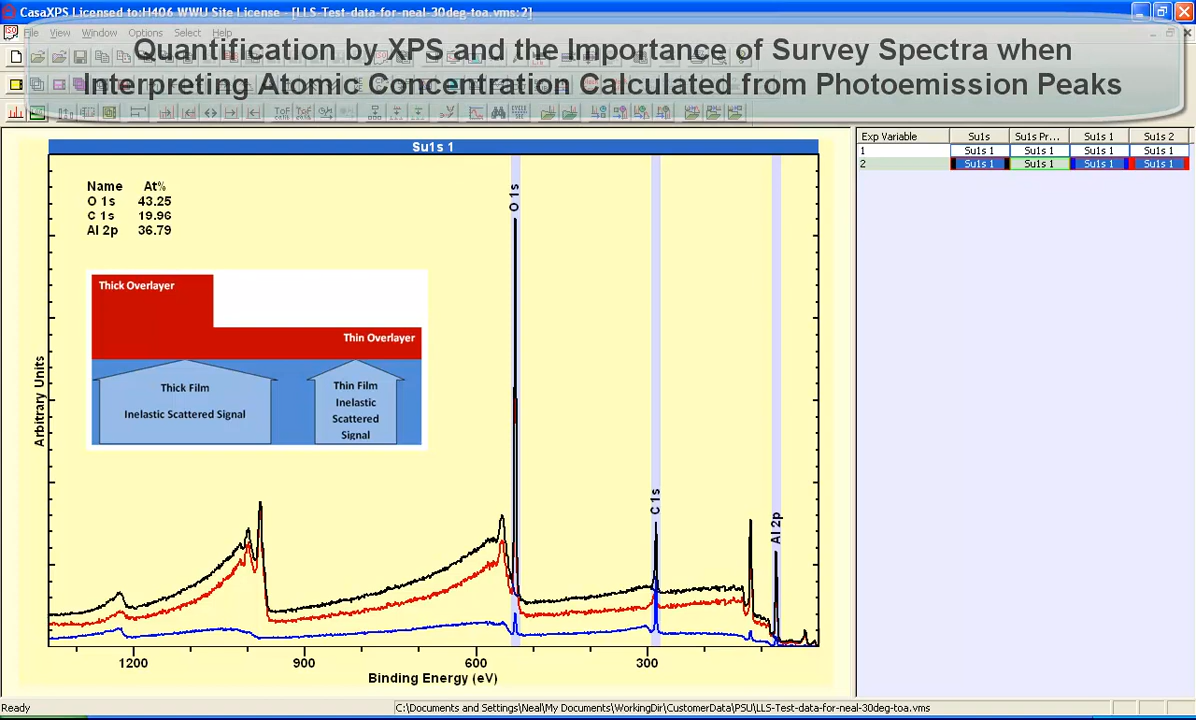 CasaXPS Licensed to:H406 WWU Site License - [LLS-Test-data-for-neal-30deg-toa.vms:2]
File View Window Options Select Help
Quantification by XPS and the Importance of Survey Spectra when
Interpreting Atomic Concentration Calculated from Photoemission Peaks
Su1s 1
Name At%
O 1s 43.25
C 1s 19.96
Al 2p 36.79
Thick Overlayer
Thin Overlayer
Thick Film
Inelastic Scattered Signal
Thin Film
Inelastic
Scattered
Signal
O 1s
C 1s
Al 2p
Arbitrary Units
1200 900 600 300
Binding Energy (eV)
Exp Variable Su1s Su1s Pr... Su1s 1 Su1s 2
1 Su1s 1 Su1s 1 Su1s 1 Su1s 1
2 Su1s 1 Su1s 1 Su1s 1 Su1s 1
Ready
C:\Documents and Settings\Neal\My Documents\WorkingDir\CustomerData\PSU\LLS-Test-data-for-neal-30deg-toa.vms